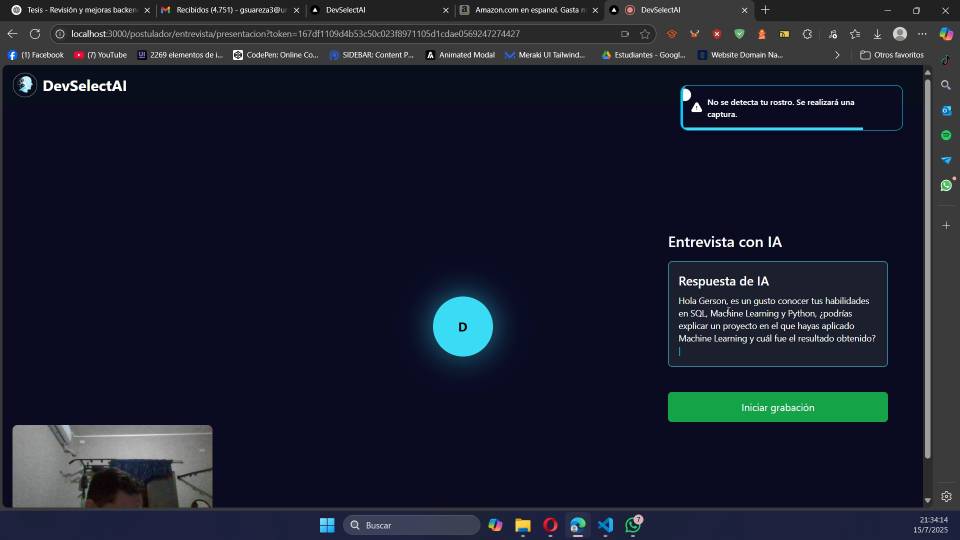 Tesis - Revisión y mejoras backen
Recibidos (4.751) - gsuareza3@ur
DevSelectAI
Amazon.com en espanol. Gasta m
DevSelectAI
localhost:3000/postulador/entrevista/presentacion?token=167df1109d4b53c50c023f8971105d1cdae0569247274427
(1) Facebook
(7) YouTube
2269 elementos de i...
CodePen: Online Co...
SIDEBAR: Content P...
Animated Modal
Meraki UI Tailwind...
Estudiantes - Googl...
Website Domain Na...
Otros favoritos
DevSelectAI
No se detecta tu rostro. Se realizará una
captura.
Entrevista con IA
Respuesta de IA
Hola Gerson, es un gusto conocer tus habilidades
en SQL, Machine Learning y Python, ¿podrías
explicar un proyecto en el que hayas aplicado
Machine Learning y cuál fue el resultado obtenido?
D
Iniciar grabación
Buscar
7
21:34:14
15/7/2025